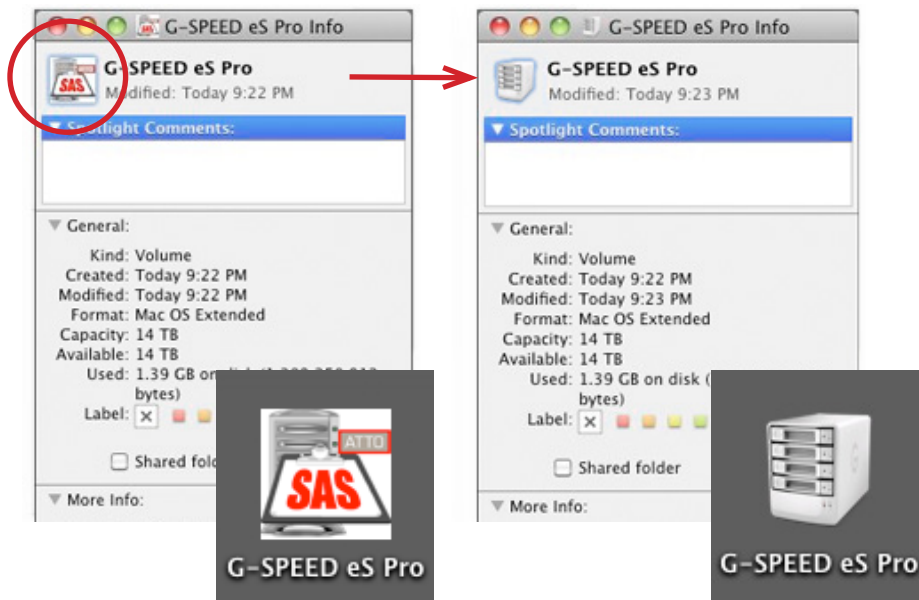 G-SPEED eS Pro Info
G-SPEED eS Pro
Modified: Today 9:22 PM
SAS
▼ Spotlight Comments:
▼ General:
Kind: Volume
Created: Today 9:22 PM
Modified: Today 9:22 PM
Format: Mac OS Extended
Capacity: 14 TB
Available: 14 TB
Used: 1.39 GB on
bytes)
Label:
Shared fold
▼ More Info:
ATTO
SAS
G-SPEED eS Pro
G-SPEED eS Pro Info
G-SPEED eS Pro
Modified: Today 9:23 PM
▼ Spotlight Comments:
▼ General:
Kind: Volume
Created: Today 9:22 PM
Modified: Today 9:23 PM
Format: Mac OS Extended
Capacity: 14 TB
Available: 14 TB
Used: 1.39 GB on disk (
bytes)
Label:
Shared folder
▼ More Info:
G-SPEED eS Pro